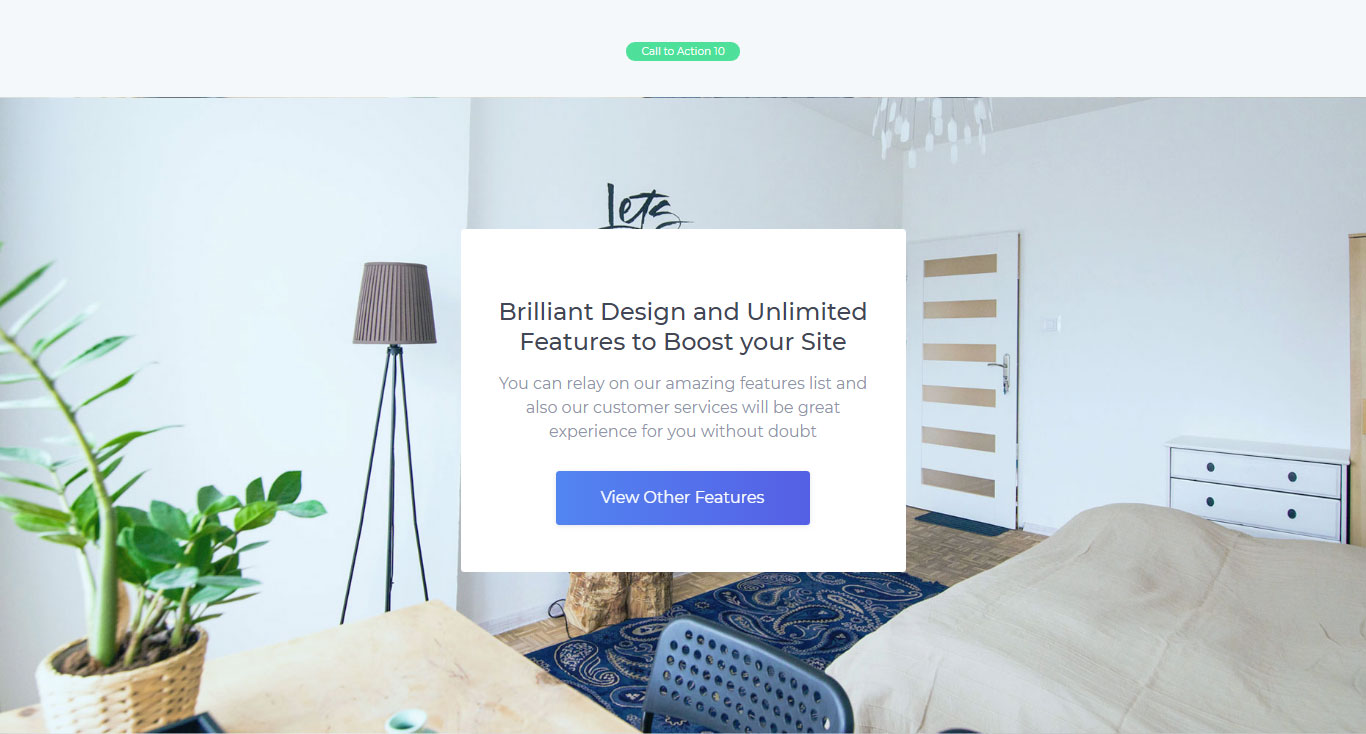 Call to Action 10
Lets
Brilliant Design and Unlimited
Features to Boost your Site
You can relay on our amazing features list and
also our customer services will be great
experience for you without doubt
View Other Features